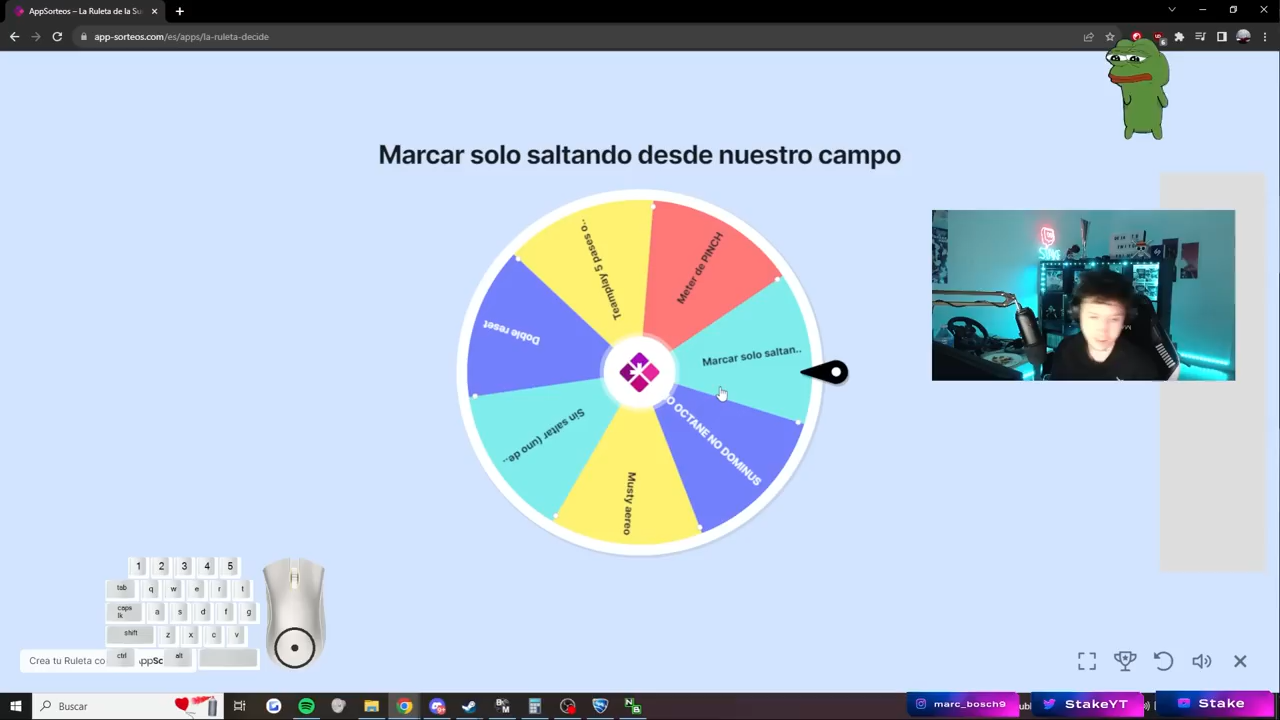 AppSorteos – La Ruleta de la Su
app-sorteos.com/es/apps/la-ruleta-decide
Marcar solo saltando desde nuestro campo
Teamplay 5 pases o..
Meter de PINCH
Doble reset
Marcar solo saltan..
O OCTANE NO DOMINUS
Sin saltar (uno de..
Musty aereo
1 2 3 4 5
tab q w e r t
caps lk a s d f g
shift z x c v
ctrl alt
Crea tu Ruleta co AppSo
Buscar
marc_bosch9
StakeYT
Stake